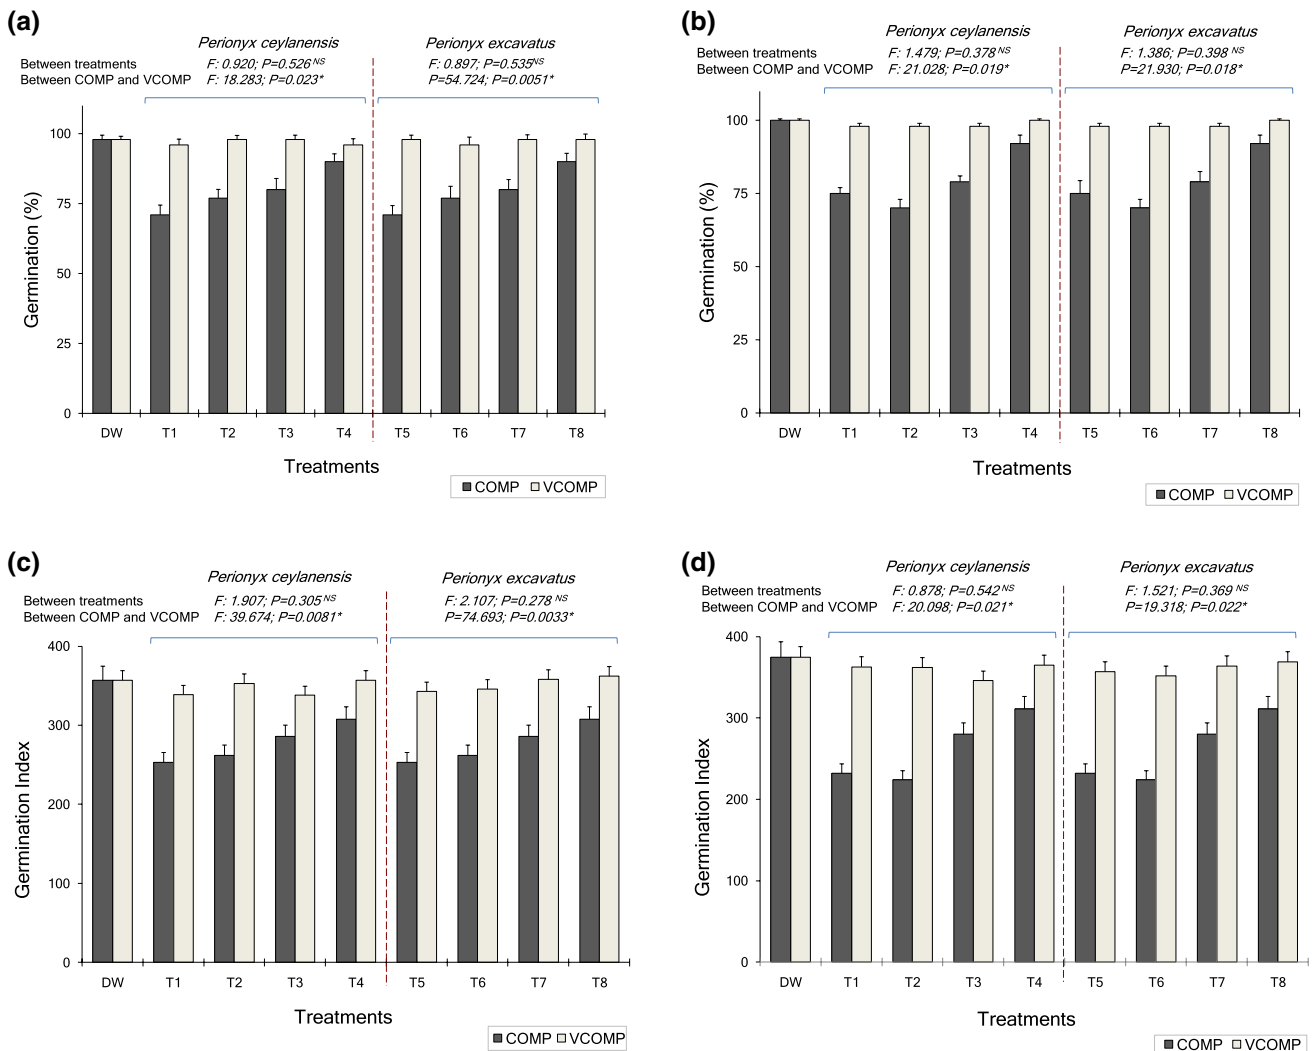 (a)
Perionyx ceylanensis Perionyx excavatus
Between treatments F: 0.920; P=0.526 NS F: 0.897; P=0.535NS
Between COMP and VCOMP F: 18.283; P=0.023* P=54.724; P=0.0051*
100
75
50
25
0
Germination (%)
DW T1 T2 T3 T4 T5 T6 T7 T8
Treatments
COMP VCOMP
(b)
Perionyx ceylanensis Perionyx excavatus
Between treatments F: 1.479; P=0.378 NS F: 1.386; P=0.398 NS
Between COMP and VCOMP F: 21.028; P=0.019* P=21.930; P=0.018*
100
75
50
25
0
Germination (%)
DW T1 T2 T3 T4 T5 T6 T7 T8
Treatments
COMP VCOMP
(c)
Perionyx ceylanensis Perionyx excavatus
Between treatments F: 1.907; P=0.305 NS F: 2.107; P=0.278 NS
Between COMP and VCOMP F: 39.674; P=0.0081* P=74.693; P=0.0033*
400
300
200
100
0
Germination Index
DW T1 T2 T3 T4 T5 T6 T7 T8
Treatments
COMP VCOMP
(d)
Perionyx ceylanensis Perionyx excavatus
Between treatments F: 0.878; P=0.542 NS F: 1.521; P=0.369 NS
Between COMP and VCOMP F: 20.098; P=0.021* P=19.318; P=0.022*
400
300
200
100
0
Germination Index
DW T1 T2 T3 T4 T5 T6 T7 T8
Treatments
COMP VCOMP